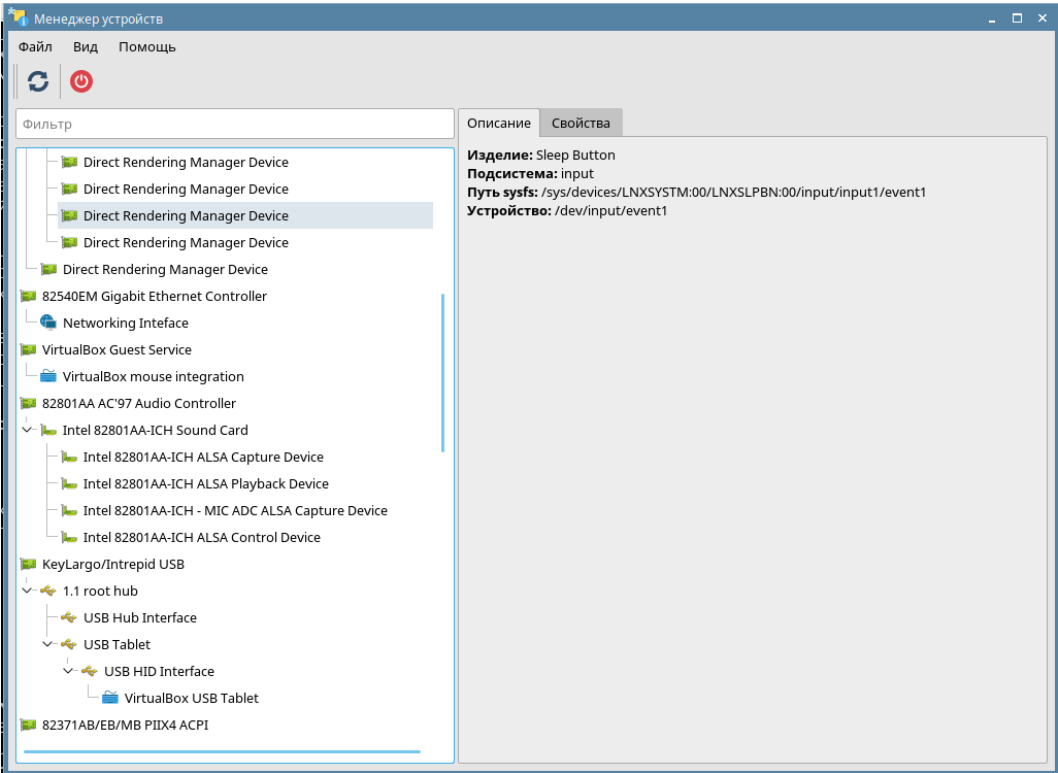 Менеджер устройств
Файл Вид Помощь
Фильтр
Direct Rendering Manager Device
Direct Rendering Manager Device
Direct Rendering Manager Device
Direct Rendering Manager Device
Direct Rendering Manager Device
82540EM Gigabit Ethernet Controller
Networking Inteface
VirtualBox Guest Service
VirtualBox mouse integration
82801AA AC'97 Audio Controller
Intel 82801AA-ICH Sound Card
Intel 82801AA-ICH ALSA Capture Device
Intel 82801AA-ICH ALSA Playback Device
Intel 82801AA-ICH - MIC ADC ALSA Capture Device
Intel 82801AA-ICH ALSA Control Device
KeyLargo/Intrepid USB
1.1 root hub
USB Hub Interface
USB Tablet
USB HID Interface
VirtualBox USB Tablet
82371AB/EB/MB PIIX4 ACPI
Описание Свойства
Изделие: Sleep Button
Подсистема: input
Путь sysfs: /sys/devices/LNXSYSTM:00/LNXSLPBN:00/input/input1/event1
Устройство: /dev/input/event1